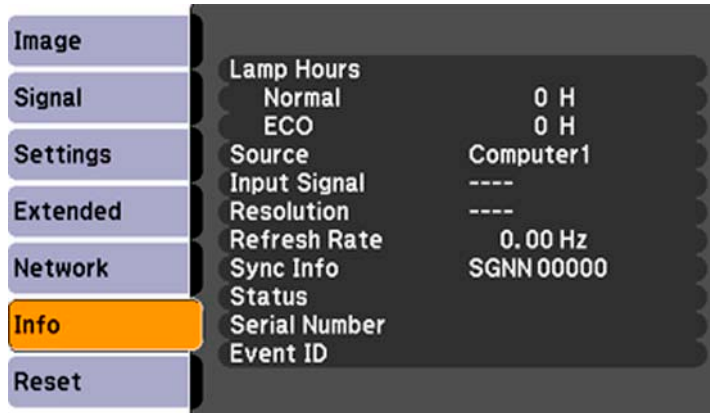 Image
Signal
Settings
Extended
Network
Info
Reset
Lamp Hours
Normal 0 H
ECO 0 H
Source Computer1
Input Signal ----
Resolution ----
Refresh Rate 0.00 Hz
Sync Info SGNN 00000
Status
Serial Number
Event ID